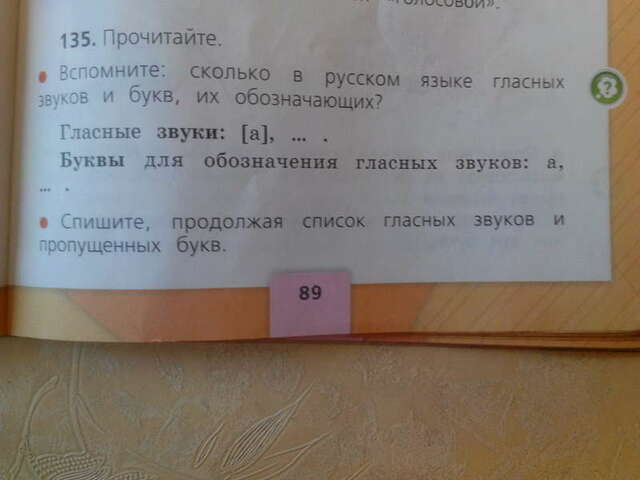 «голосовой».
135. Прочитайте.
Вспомните: сколько в русском языке гласных
звуков и букв, их обозначающих?
Гласные звуки: [а], ... .
Буквы для обозначения гласных звуков: а,
... .
Спишите, продолжая список гласных звуков и
пропущенных букв.
?
89